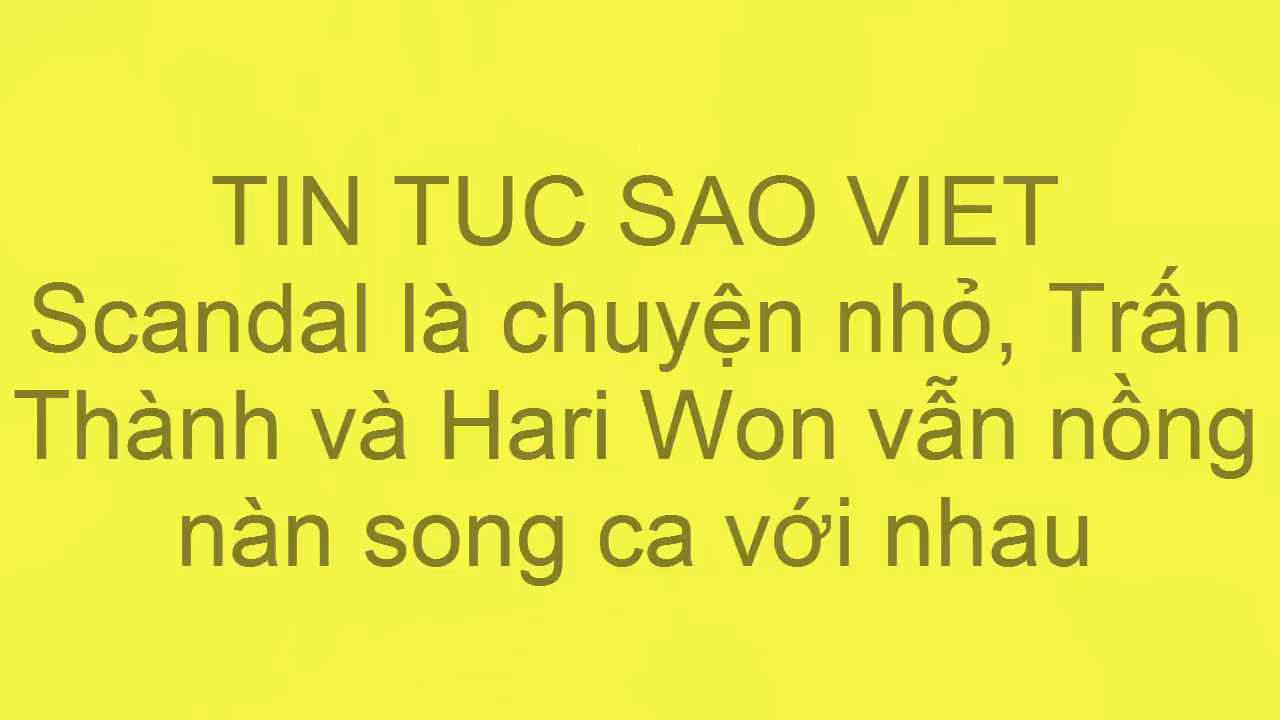 TIN TUC SAO VIET
Scandal là chuyện nhỏ, Trấn
Thành và Hari Won vẫn nồng
nàn song ca với nhau